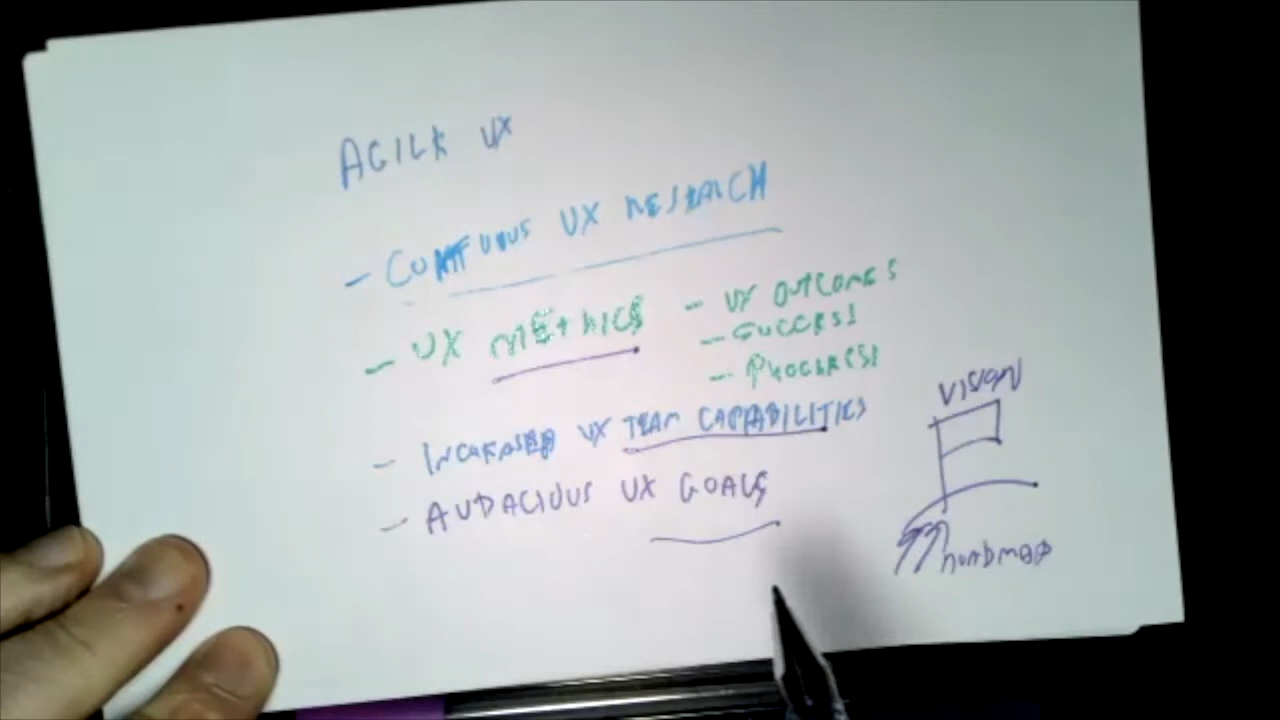 AGILE UX
- CONTINUOUS UX RESEARCH
- UX METRICS
- UX OUTCOMES
- SUCCESS
- PROGRESS
- INCREASED UX TEAM CAPABILITIES
- AUDACIOUS UX GOALS
VISION
ROADMAP